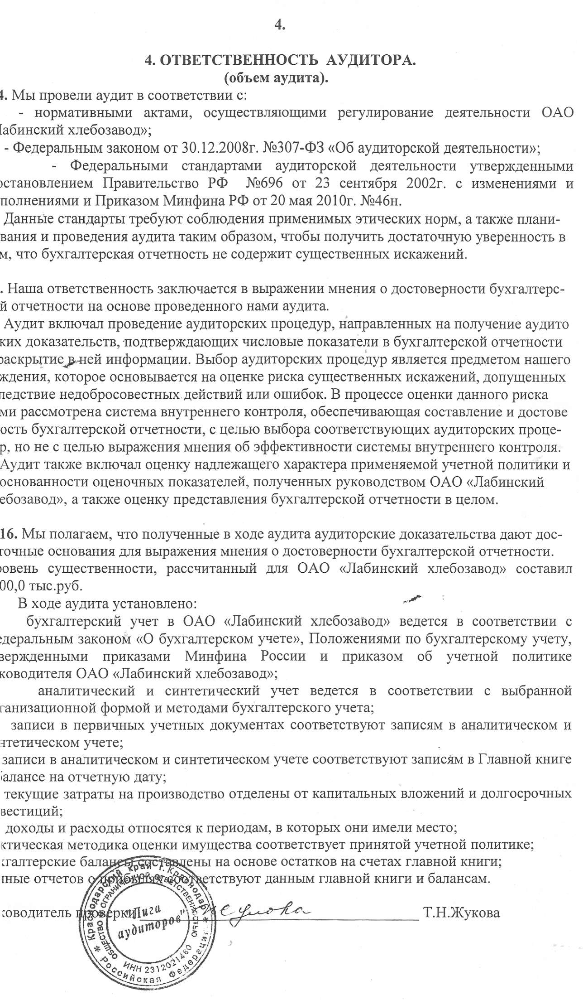 4.
4. ОТВЕТСТВЕННОСТЬ АУДИТОРА.
(объем аудита).
4. Мы провели аудит в соответствии с:
- нормативными актами, осуществляющими регулирование деятельности ОАО
Лабинский хлебозавод»;
- Федеральным законом от 30.12.2008г. №307-ФЗ «Об аудиторской деятельности»;
- Федеральными стандартами аудиторской деятельности утвержденными
остановлением Правительство РФ №696 от 23 сентября 2002г. с изменениями и
полнениями и Приказом Минфина РФ от 20 мая 2010г. №46н.
Данные стандарты требуют соблюдения применимых этических норм, а также плани-
вания и проведения аудита таким образом, чтобы получить достаточную уверенность в
м, что бухгалтерская отчетность не содержит существенных искажений.
. Наша ответственность заключается в выражении мнения о достоверности бухгалтерс-
й отчетности на основе проведенного нами аудита.
Аудит включал проведение аудиторских процедур, направленных на получение аудито
ких доказательств, подтверждающих числовые показатели в бухгалтерской отчетности
раскрытие в ней информации. Выбор аудиторских процедур является предметом нашего
ждения, которое основывается на оценке риска существенных искажений, допущенных
ледствие недобросовестных действий или ошибок. В процессе оценки данного риска
ми рассмотрена система внутреннего контроля, обеспечивающая составление и достове
ость бухгалтерской отчетности, с целью выбора соответствующих аудиторских проце-
р, но не с целью выражения мнения об эффективности системы внутреннего контроля.
Аудит также включал оценку надлежащего характера применяемой учетной политики и
основанности оценочных показателей, полученных руководством ОАО «Лабинский
ебозавод», а также оценку представления бухгалтерской отчетности в целом.
16. Мы полагаем, что полученные в ходе аудита аудиторские доказательства дают дос-
точные основания для выражения мнения о достоверности бухгалтерской отчетности.
ровень существенности, рассчитанный для ОАО «Лабинский хлебозавод» составил
00,0 тыс.руб.
В ходе аудита установлено:
бухгалтерский учет в ОАО «Лабинский хлебозавод» ведется в соответствии с
едеральным законом «О бухгалтерском учете», Положениями по бухгалтерскому учету,
вержденными приказами Минфина России и приказом об учетной политике
ководителя ОАО «Лабинский хлебозавод»;
аналитический и синтетический учет ведется в соответствии с выбранной
ганизационной формой и методами бухгалтерского учета;
записи в первичных учетных документах соответствуют записям в аналитическом и
нтетическом учете;
записи в аналитическом и синтетическом учете соответствуют записям в Главной книге
балансе на отчетную дату;
текущие затраты на производство отделены от капитальных вложений и долгосрочных
вестиций;
доходы и расходы относятся к периодам, в которых они имели место;
ктическая методика оценки имущества соответствует принятой учетной политике;
хгалтерские балансы составлены на основе остатков на счетах главной книги;
нные отчетов о прибылях соответствуют данным главной книги и балансам.
ководитель проверки Т.Н.Жукова
* Краснодарский край г. Краснодар * Российская Федерация
ОБЩЕСТВО С ОГРАНИЧЕННОЙ ОТВЕТСТВЕННОСТЬЮ
"Лига
аудиторов"
ИНН 2312021480